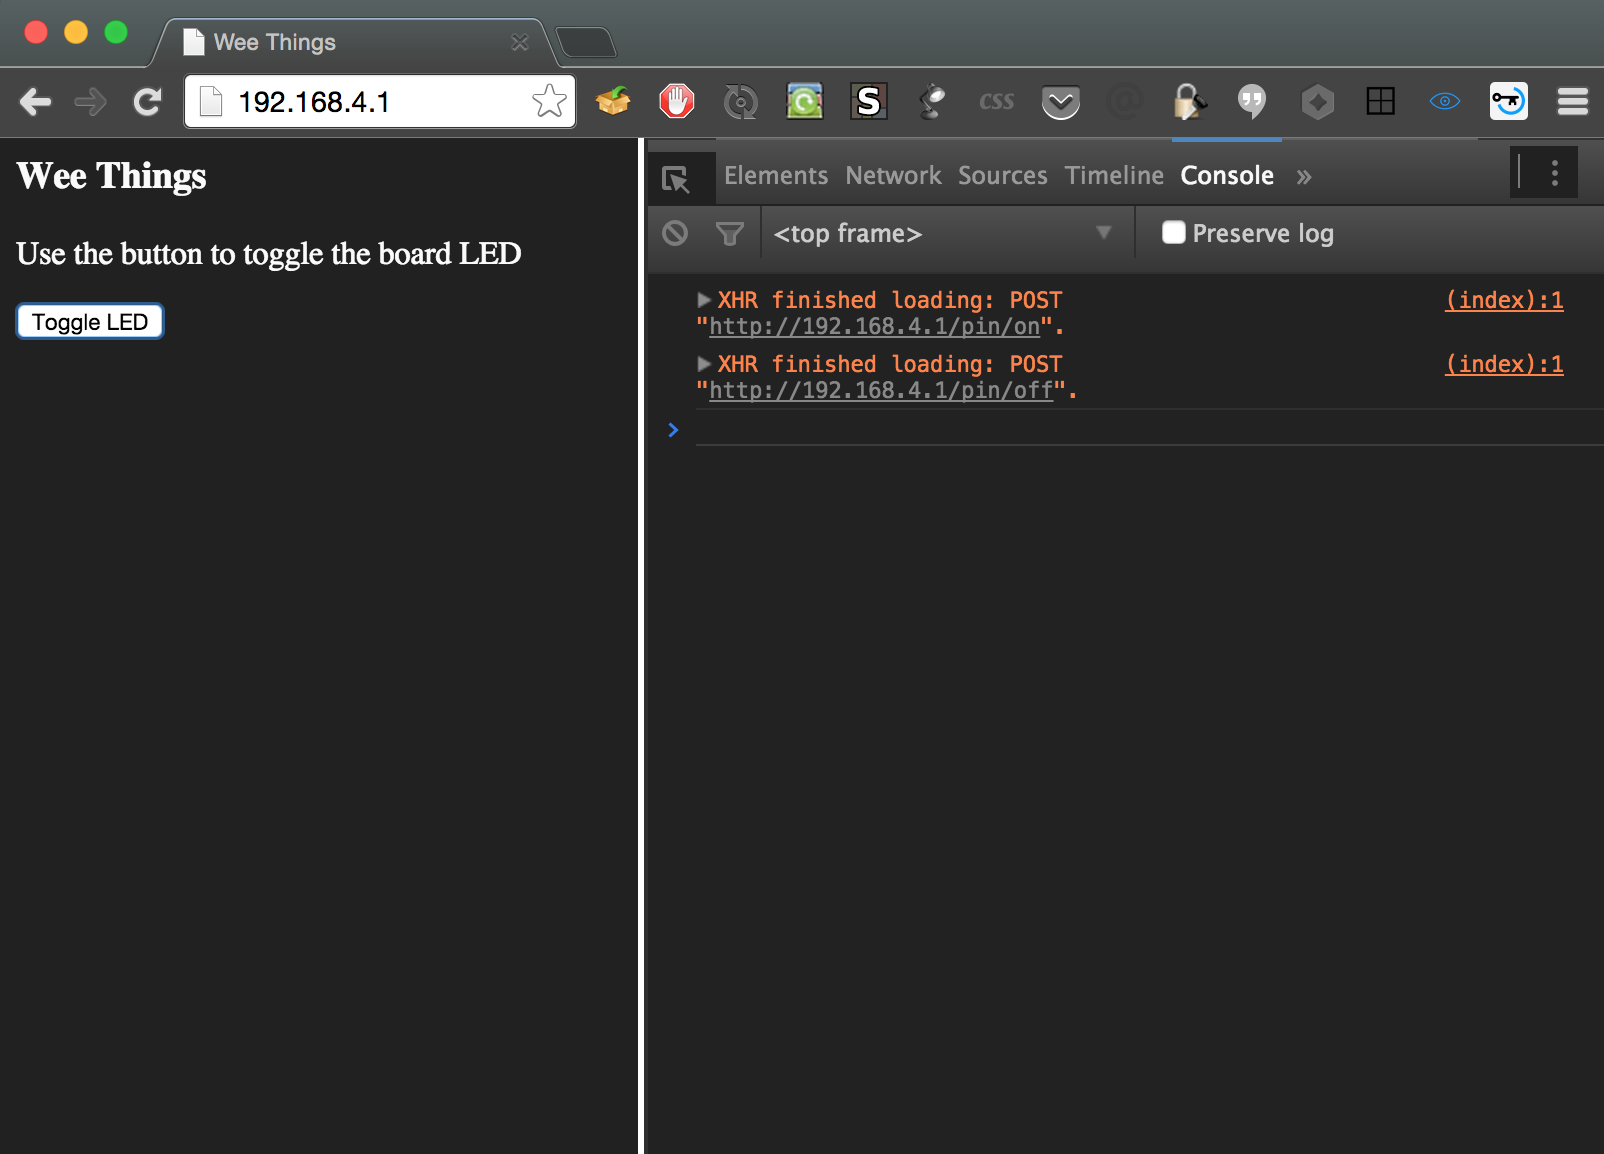 Wee Things
192.168.4.1
S
css
@
Wee Things
Use the button to toggle the board LED
Toggle LED
Elements Network Sources Timeline Console »
<top frame> Preserve log
XHR finished loading: POST (index):1
"http://192.168.4.1/pin/on".
XHR finished loading: POST (index):1
"http://192.168.4.1/pin/off".